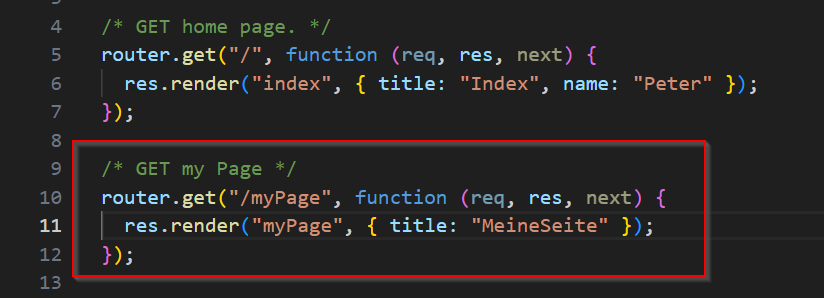 4 /* GET home page. */
5 router.get("/", function (req, res, next) {
6 res.render("index", { title: "Index", name: "Peter" });
7 });
8
9 /* GET my Page */
10 router.get("/myPage", function (req, res, next) {
11 res.render("myPage", { title: "MeineSeite" });
12 });
13